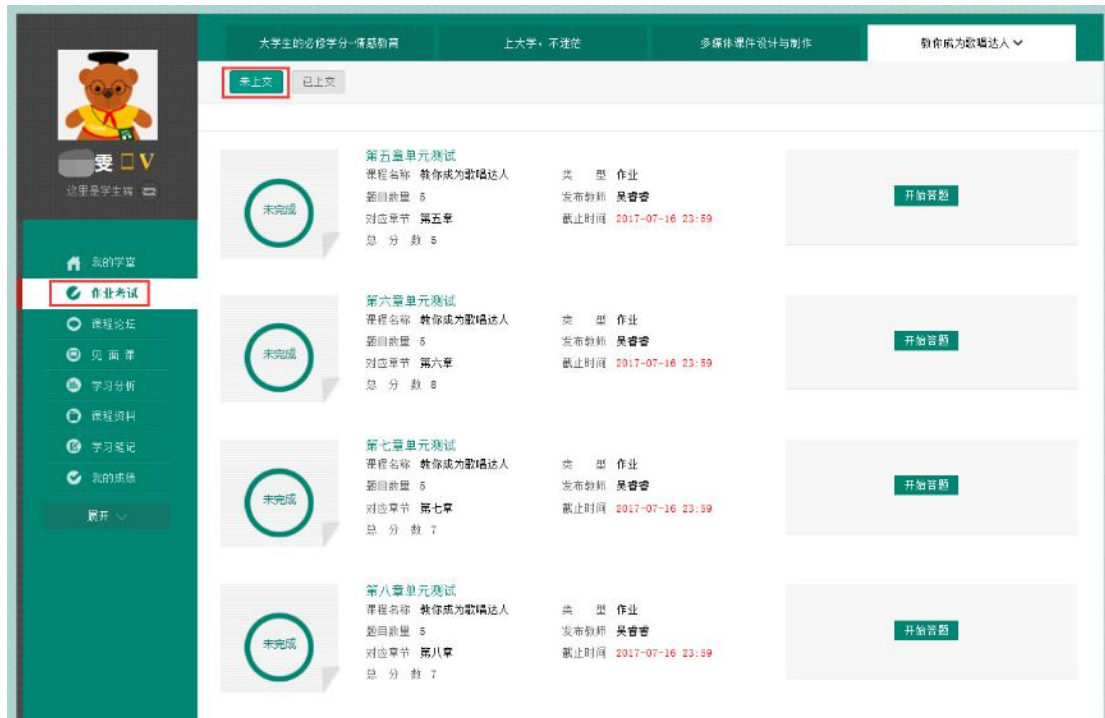 大学生的必修学分-情感教育
上大学，不迷茫
多媒体课件设计与制作
教你成为歌唱达人
未上交
已上交
雯 V
这里是学生端
我的学堂
作业考试
课程论坛
见面课
学习分析
课程资料
学习笔记
我的成绩
展开
第五章单元测试
未完成
课程名称 教你成为歌唱达人 类 型 作业
题目数量 5 发布教师 吴睿睿
对应章节 第五章 截止时间 2017-07-16 23:59
总 分 数 5
开始答题
第六章单元测试
未完成
课程名称 教你成为歌唱达人 类 型 作业
题目数量 5 发布教师 吴睿睿
对应章节 第六章 截止时间 2017-07-16 23:59
总 分 数 8
开始答题
第七章单元测试
未完成
课程名称 教你成为歌唱达人 类 型 作业
题目数量 5 发布教师 吴睿睿
对应章节 第七章 截止时间 2017-07-16 23:59
总 分 数 7
开始答题
第八章单元测试
未完成
课程名称 教你成为歌唱达人 类 型 作业
题目数量 5 发布教师 吴睿睿
对应章节 第八章 截止时间 2017-07-16 23:59
总 分 数 7
开始答题